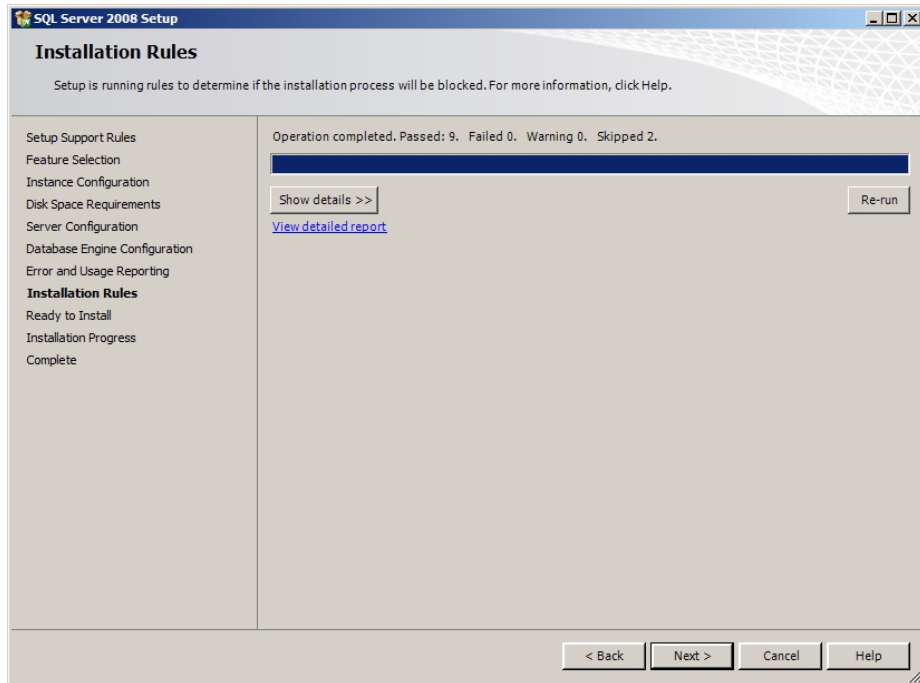 SQL Server 2008 Setup
Installation Rules
Setup is running rules to determine if the installation process will be blocked. For more information, click Help.
Setup Support Rules
Feature Selection
Instance Configuration
Disk Space Requirements
Server Configuration
Database Engine Configuration
Error and Usage Reporting
Installation Rules
Ready to Install
Installation Progress
Complete
Operation completed. Passed: 9. Failed 0. Warning 0. Skipped 2.
Show details >>
Re-run
View detailed report
< Back
Next >
Cancel
Help